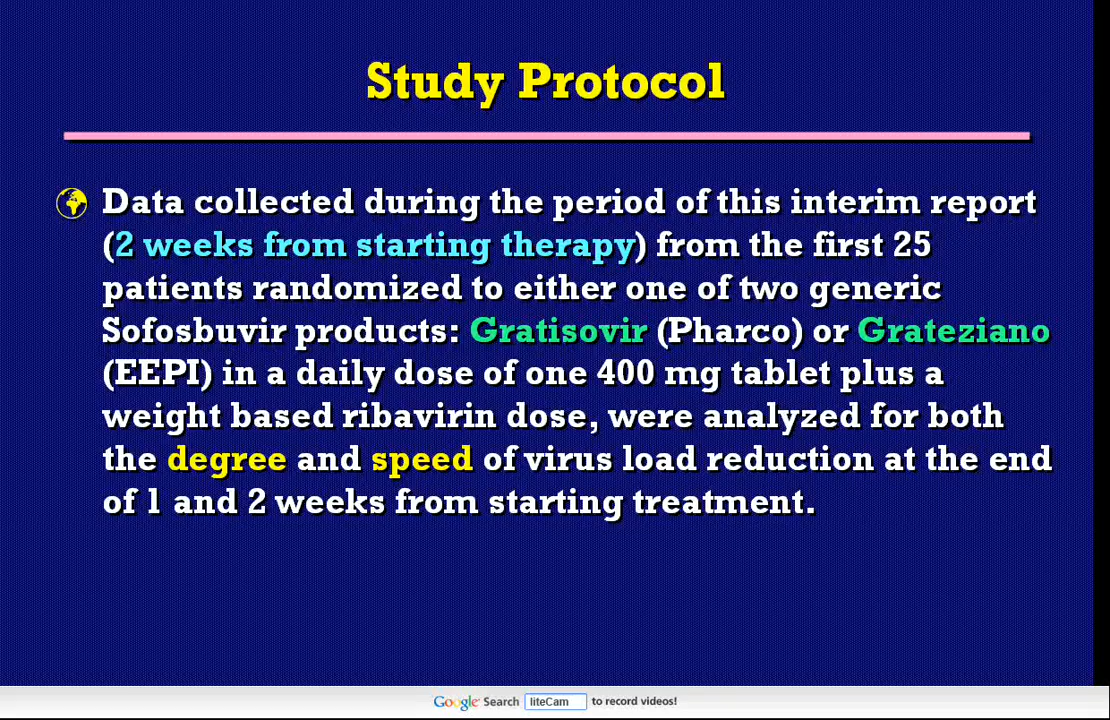 Study Protocol
Data collected during the period of this interim report
(2 weeks from starting therapy) from the first 25
patients randomized to either one of two generic
Sofosbuvir products: Gratisovir (Pharco) or Grateziano
(EEPI) in a daily dose of one 400 mg tablet plus a
weight based ribavirin dose, were analyzed for both
the degree and speed of virus load reduction at the end
of 1 and 2 weeks from starting treatment.
Google Search liteCam to record videos!